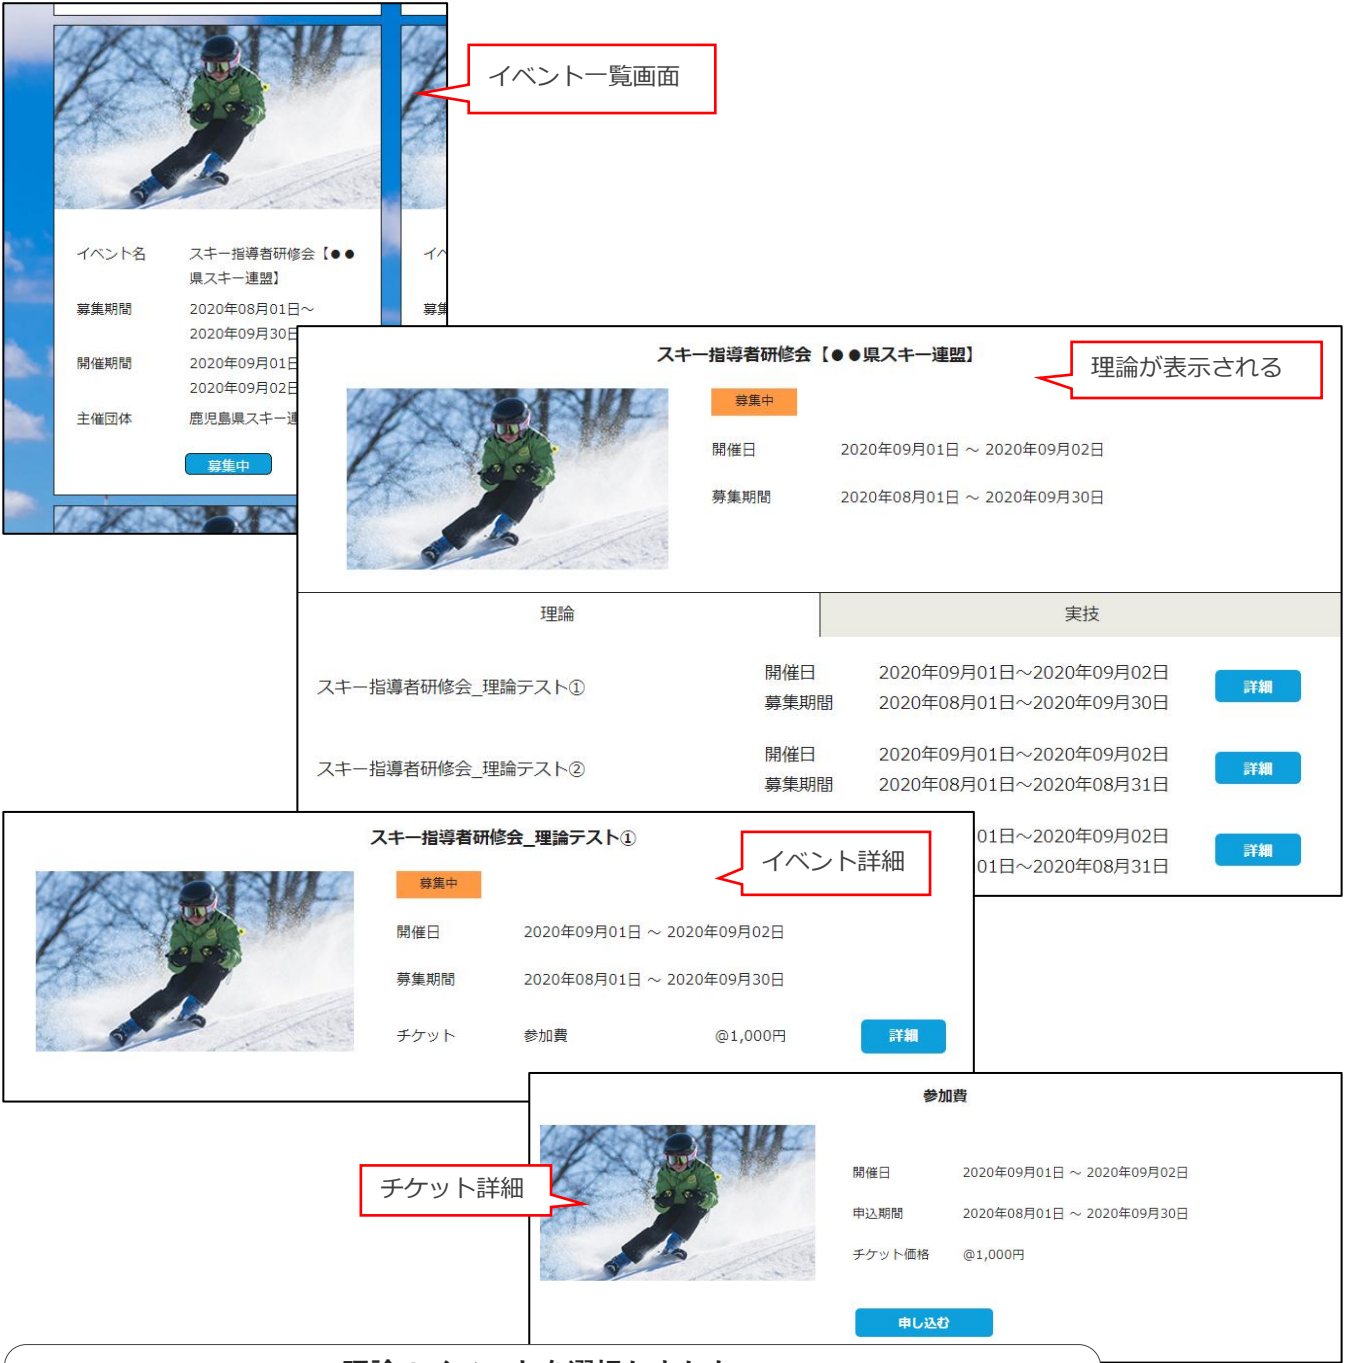 イベント一覧画面
イベント名 スキー指導者研修会【●●
県スキー連盟】
募集期間 2020年08月01日～
2020年09月30日
開催期間 2020年09月01日
2020年09月02日
主催団体 鹿児島県スキー連
募集中
イベ
募集
スキー指導者研修会【●●県スキー連盟】
理論が表示される
募集中
開催日 2020年09月01日 ～ 2020年09月02日
募集期間 2020年08月01日 ～ 2020年09月30日
理論 実技
スキー指導者研修会_理論テスト① 開催日 2020年09月01日～2020年09月02日 詳細
募集期間 2020年08月01日～2020年09月30日
スキー指導者研修会_理論テスト② 開催日 2020年09月01日～2020年09月02日 詳細
募集期間 2020年08月01日～2020年08月31日
01日～2020年09月02日 詳細
01日～2020年08月31日
スキー指導者研修会_理論テスト①
イベント詳細
募集中
開催日 2020年09月01日 ～ 2020年09月02日
募集期間 2020年08月01日 ～ 2020年09月30日
チケット 参加費 @1,000円 詳細
参加費
チケット詳細
開催日 2020年09月01日 ～ 2020年09月02日
申込期間 2020年08月01日 ～ 2020年09月30日
チケット価格 @1,000円
申し込む